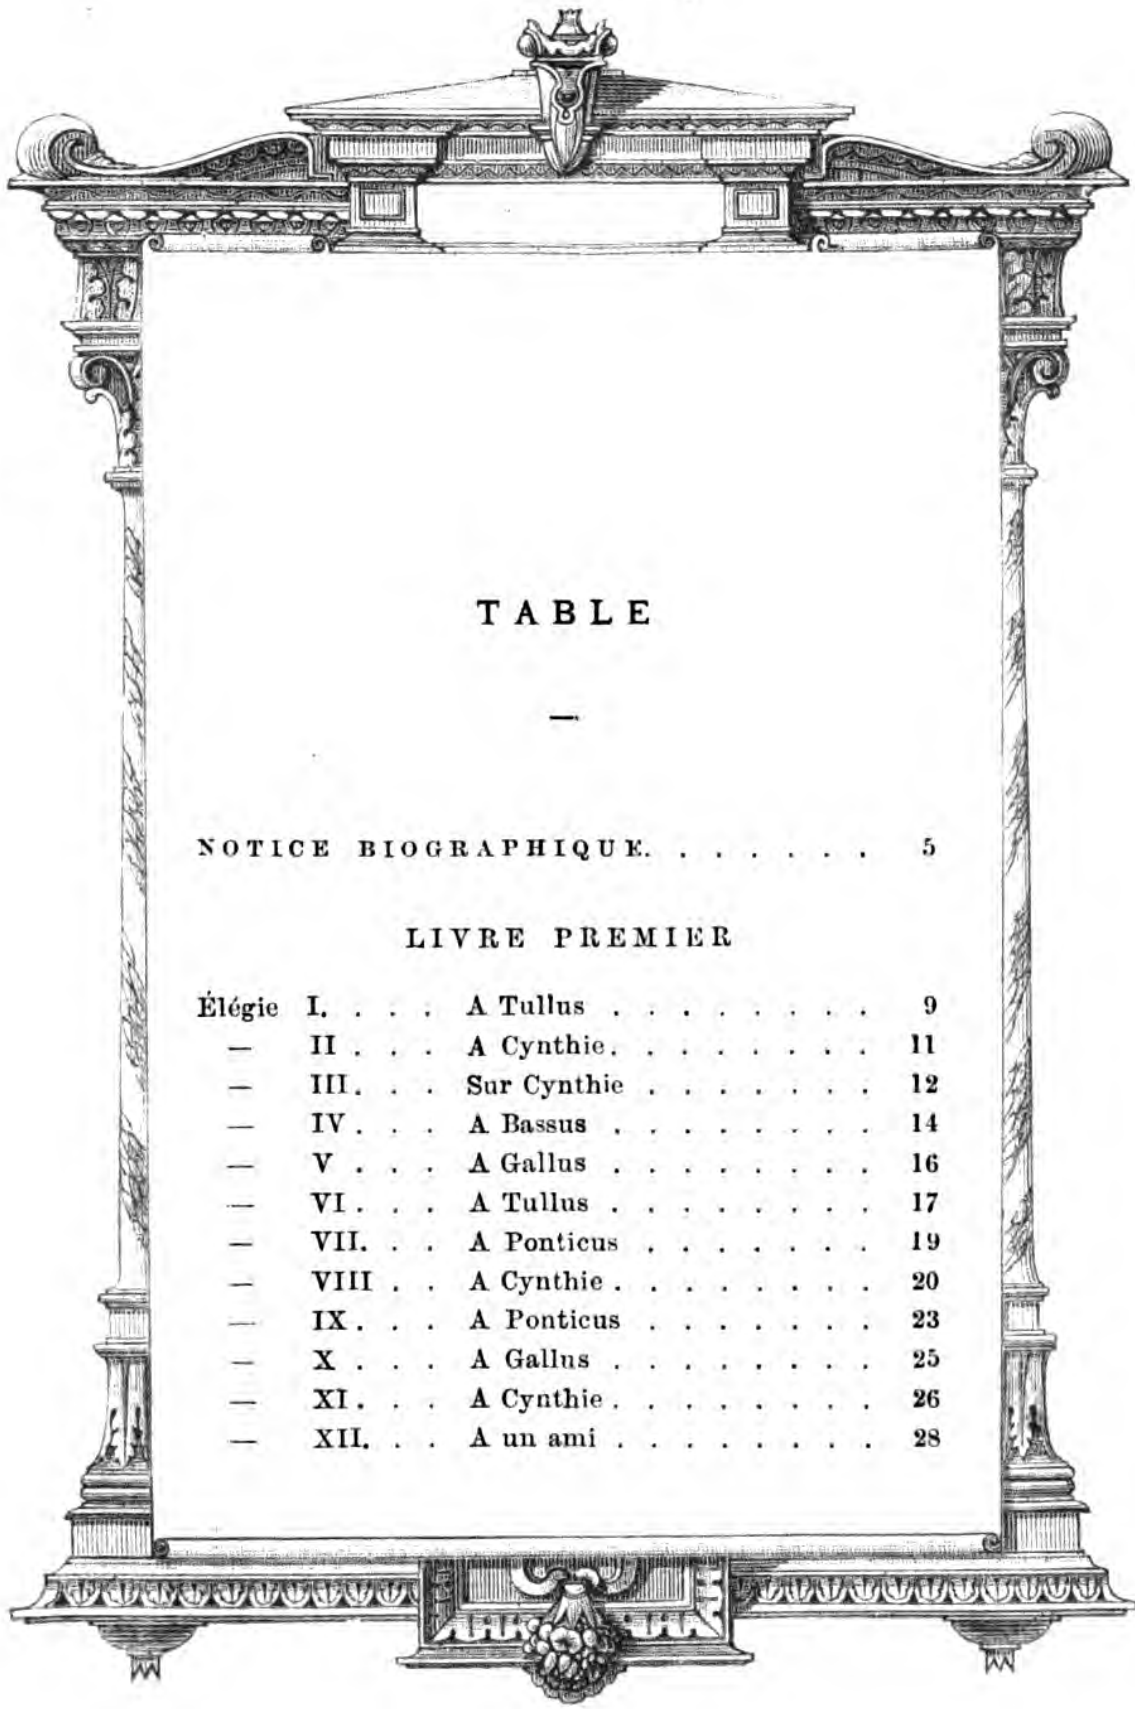 TABLE
—
NOTICE BIOGRAPHIQUE. . . . . . . 5
LIVRE PREMIER
Élégie I. . . . A Tullus . . . . . . . . 9
— II . . . A Cynthie. . . . . . . . 11
— III. . . Sur Cynthie . . . . . . . 12
— IV . . . A Bassus . . . . . . . . 14
— V . . . A Gallus . . . . . . . . 16
— VI . . . A Tullus . . . . . . . . 17
— VII. . . A Ponticus . . . . . . . 19
— VIII . . A Cynthie . . . . . . . . 20
— IX . . . A Ponticus . . . . . . . 23
— X . . . A Gallus . . . . . . . . 25
— XI . . . A Cynthie . . . . . . . . 26
— XII. . . A un ami . . . . . . . . 28